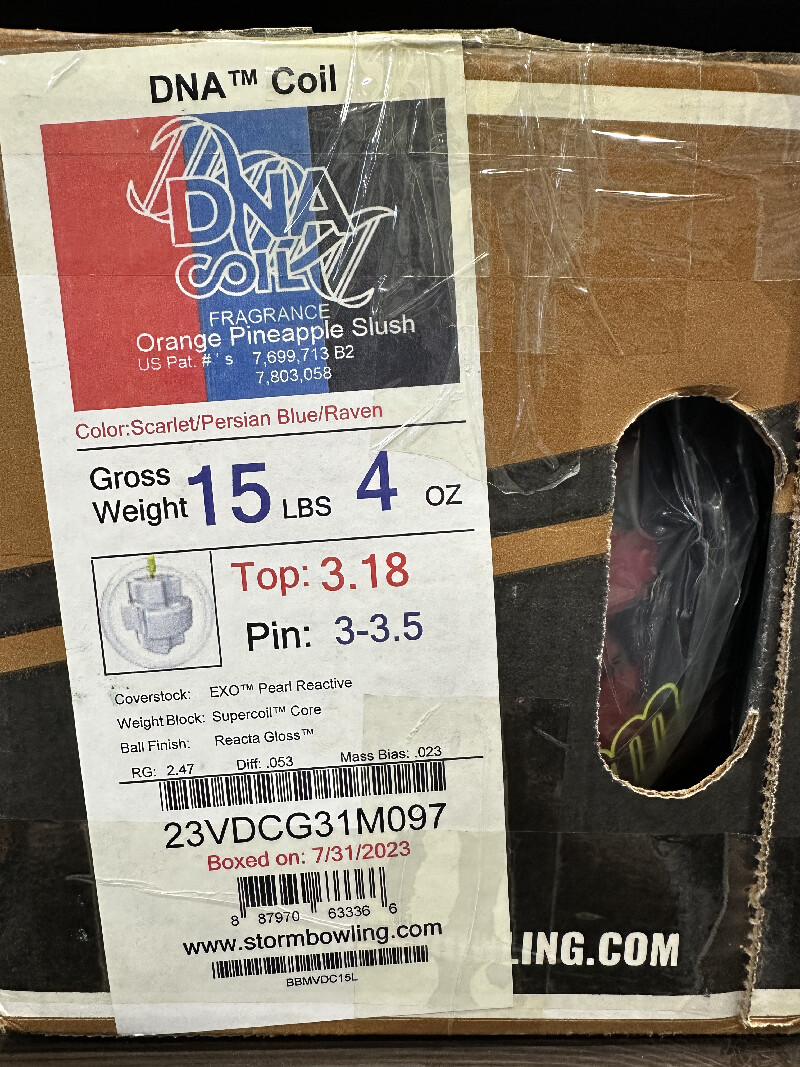 DNA™ Coil
DNA
COIL
FRAGRANCE
Orange Pineapple Slush
US Pat. #'s 7,699,713 B2
7,803,058
Color:Scarlet/Persian Blue/Raven
Gross
Weight 15 LBS 4 OZ
Top: 3.18
Pin: 3-3.5
Coverstock: EXO™ Pearl Reactive
Weight Block: Supercoil™ Core
Ball Finish: Reacta Gloss™
RG: 2.47 Diff: .053 Mass Bias: .023
23VDCG31M097
Boxed on: 7/31/2023
8 87970 63336 6
www.stormbowling.com
BBMVDC15L
LING.COM